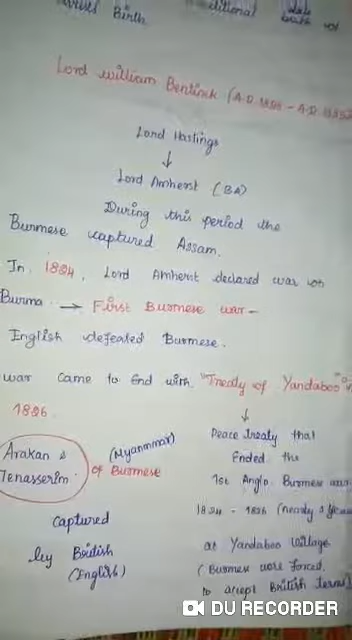 Birth
Lord William Bentinck (A.D.
Lord Hastings
↓
Lord Amherst (BA)
During this period the
Burmese captured Assam.
In 1824, Lord Amherst declared war on
Burma → First Burmese war -
English defeated Burmese.
war came to End with "Treaty of Yandaboo" in
1826.
↓
Arakan &
Tenasserim
of Burmese
(Myanmar)
captured
by British
(English)
Peace treaty that
Ended the
1st Anglo Burmese war
1824 - 1826 (nearly 2
at Yandaboo village
(Burmese were forced
to accept British terms)
DU RECORDER